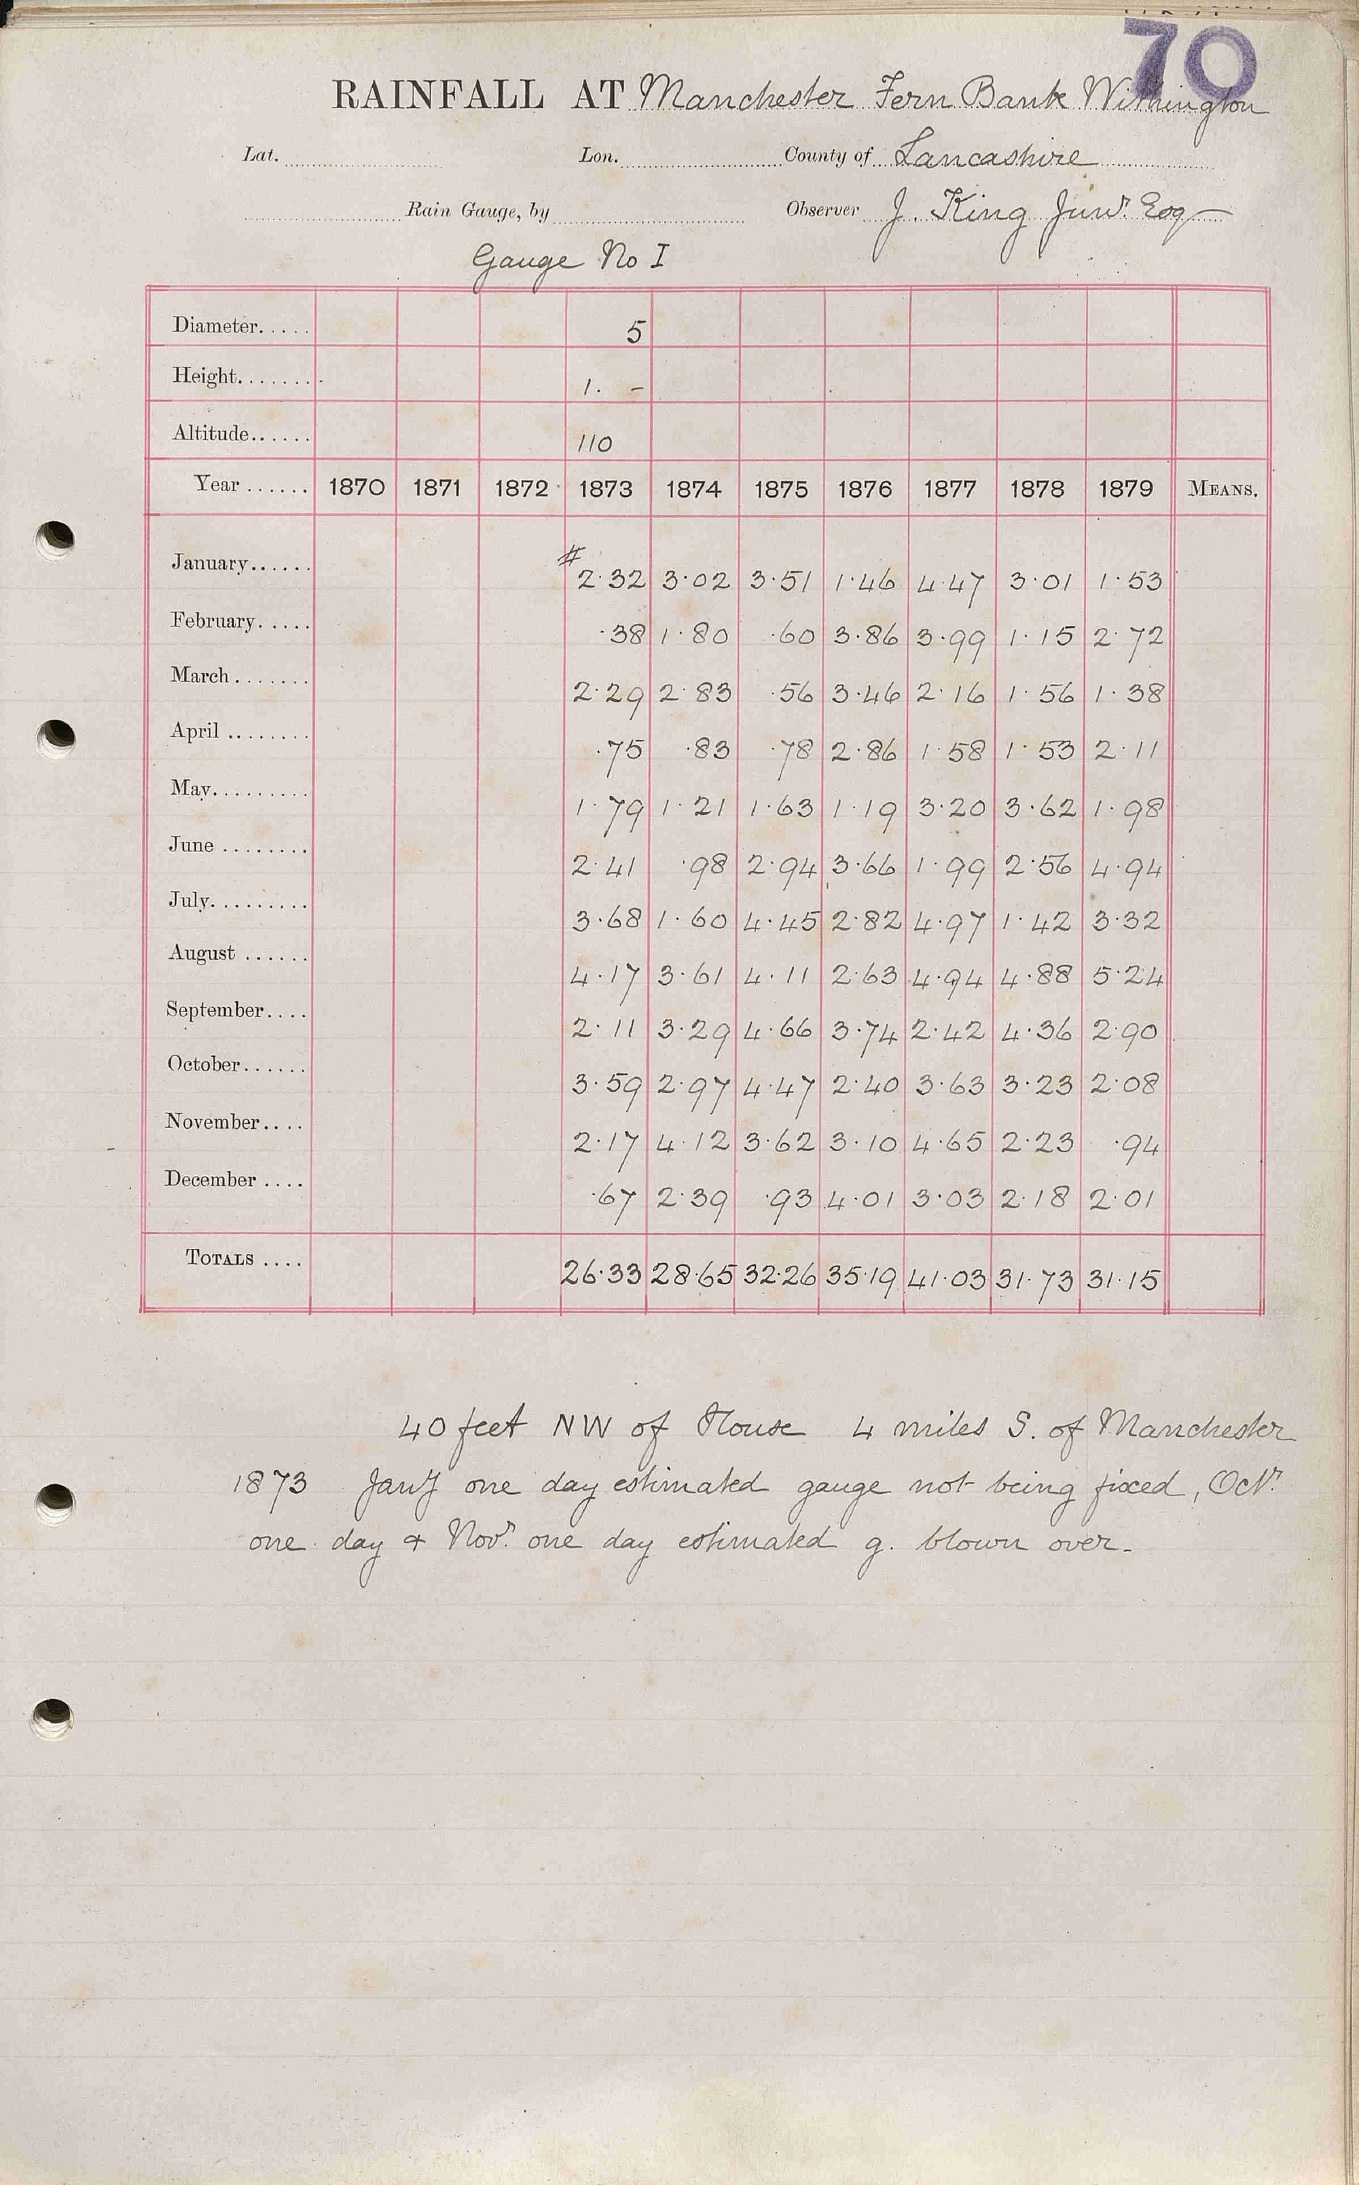 70
RAINFALL AT Manchester Fern Bank Withington
Lat. Lon. County of Lancashire
Rain Gauge, by Observer J. King Junr. Esq
Gauge No I
Diameter..... 5
Height........ 1. -
Altitude...... 110
Year ...... 1870 1871 1872 1873 1874 1875 1876 1877 1878 1879 MEANS.
January...... # 2.32 3.02 3.51 1.46 4.47 3.01 1.53
February..... .38 1.80 .60 3.86 3.99 1.15 2.72
March ....... 2.29 2.83 .56 3.46 2.16 1.56 1.38
April ........ .75 .83 .78 2.86 1.58 1.53 2.11
May......... 1.79 1.21 1.63 1.19 3.20 3.62 1.98
June ........ 2.41 .98 2.94 3.66 1.99 2.56 4.94
July......... 3.68 1.60 4.45 2.82 4.97 1.42 3.32
August ...... 4.17 3.61 4.11 2.63 4.94 4.88 5.24
September.... 2.11 3.29 4.66 3.74 2.42 4.36 2.90
October...... 3.59 2.97 4.47 2.40 3.63 3.23 2.08
November.... 2.17 4.12 3.62 3.10 4.65 2.23 .94
December .... .67 2.39 .93 4.01 3.03 2.18 2.01
TOTALS .... 26.33 28.65 32.26 35.19 41.03 31.73 31.15
40 feet NW of House 4 miles S. of Manchester
1873 Jany one day estimated gauge not being fixed, Octr.
one day & Novr. one day estimated g. blown over.